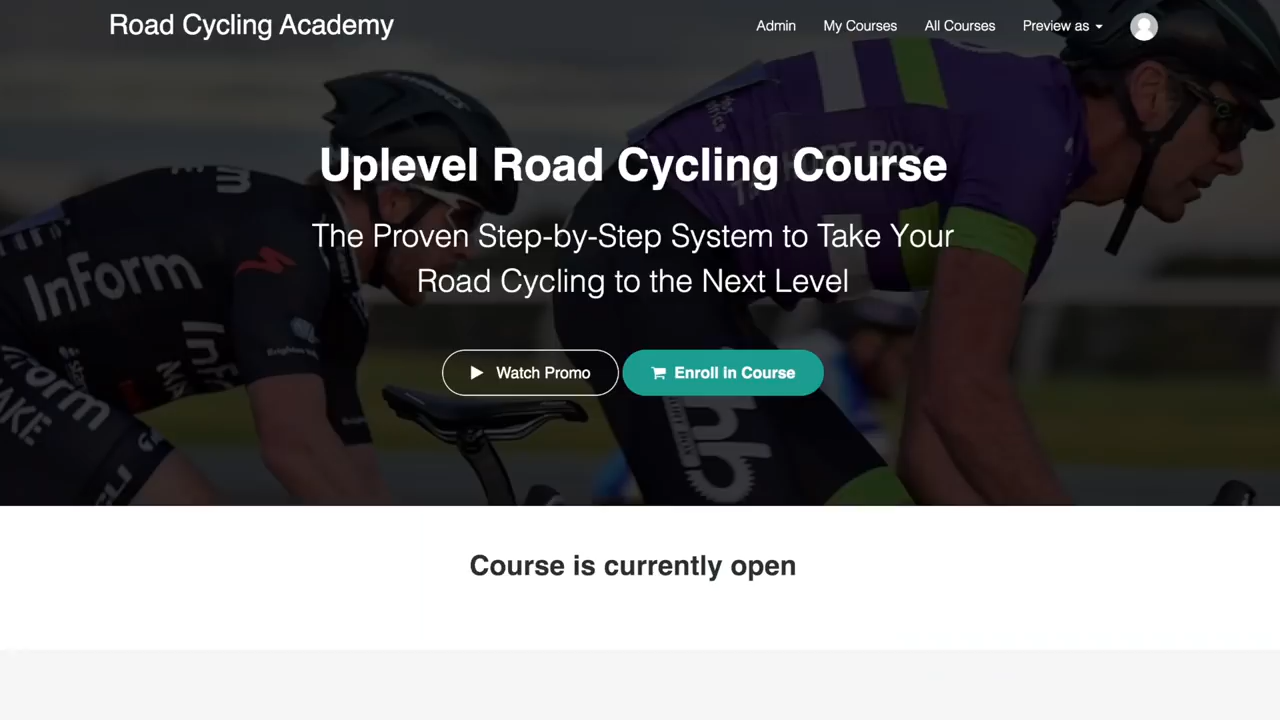 Road Cycling Academy
Admin
My Courses
All Courses
Preview as
Uplevel Road Cycling Course
The Proven Step-by-Step System to Take Your
Road Cycling to the Next Level
Watch Promo
Enroll in Course
InForm
hb
Course is currently open